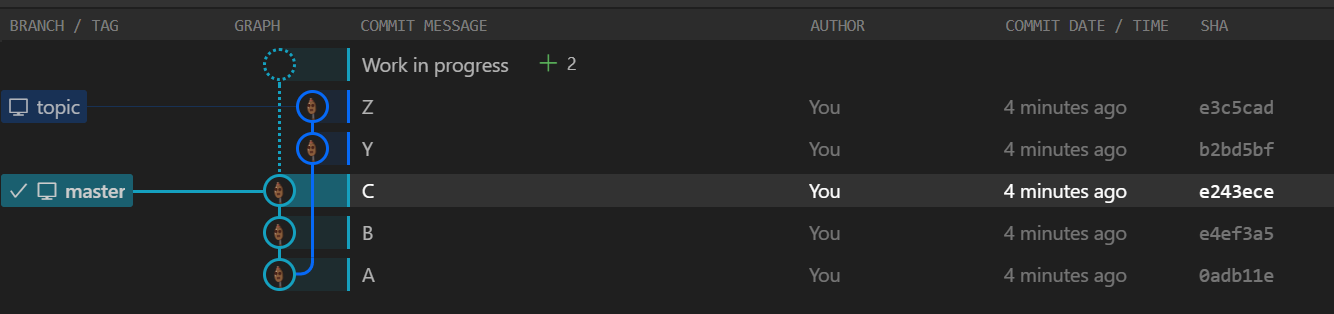 BRANCH / TAG GRAPH COMMIT MESSAGE AUTHOR COMMIT DATE / TIME SHA
Work in progress + 2
topic Z You 4 minutes ago e3c5cad
Y You 4 minutes ago b2bd5bf
master C You 4 minutes ago e243ece
B You 4 minutes ago e4ef3a5
A You 4 minutes ago 0adb11e